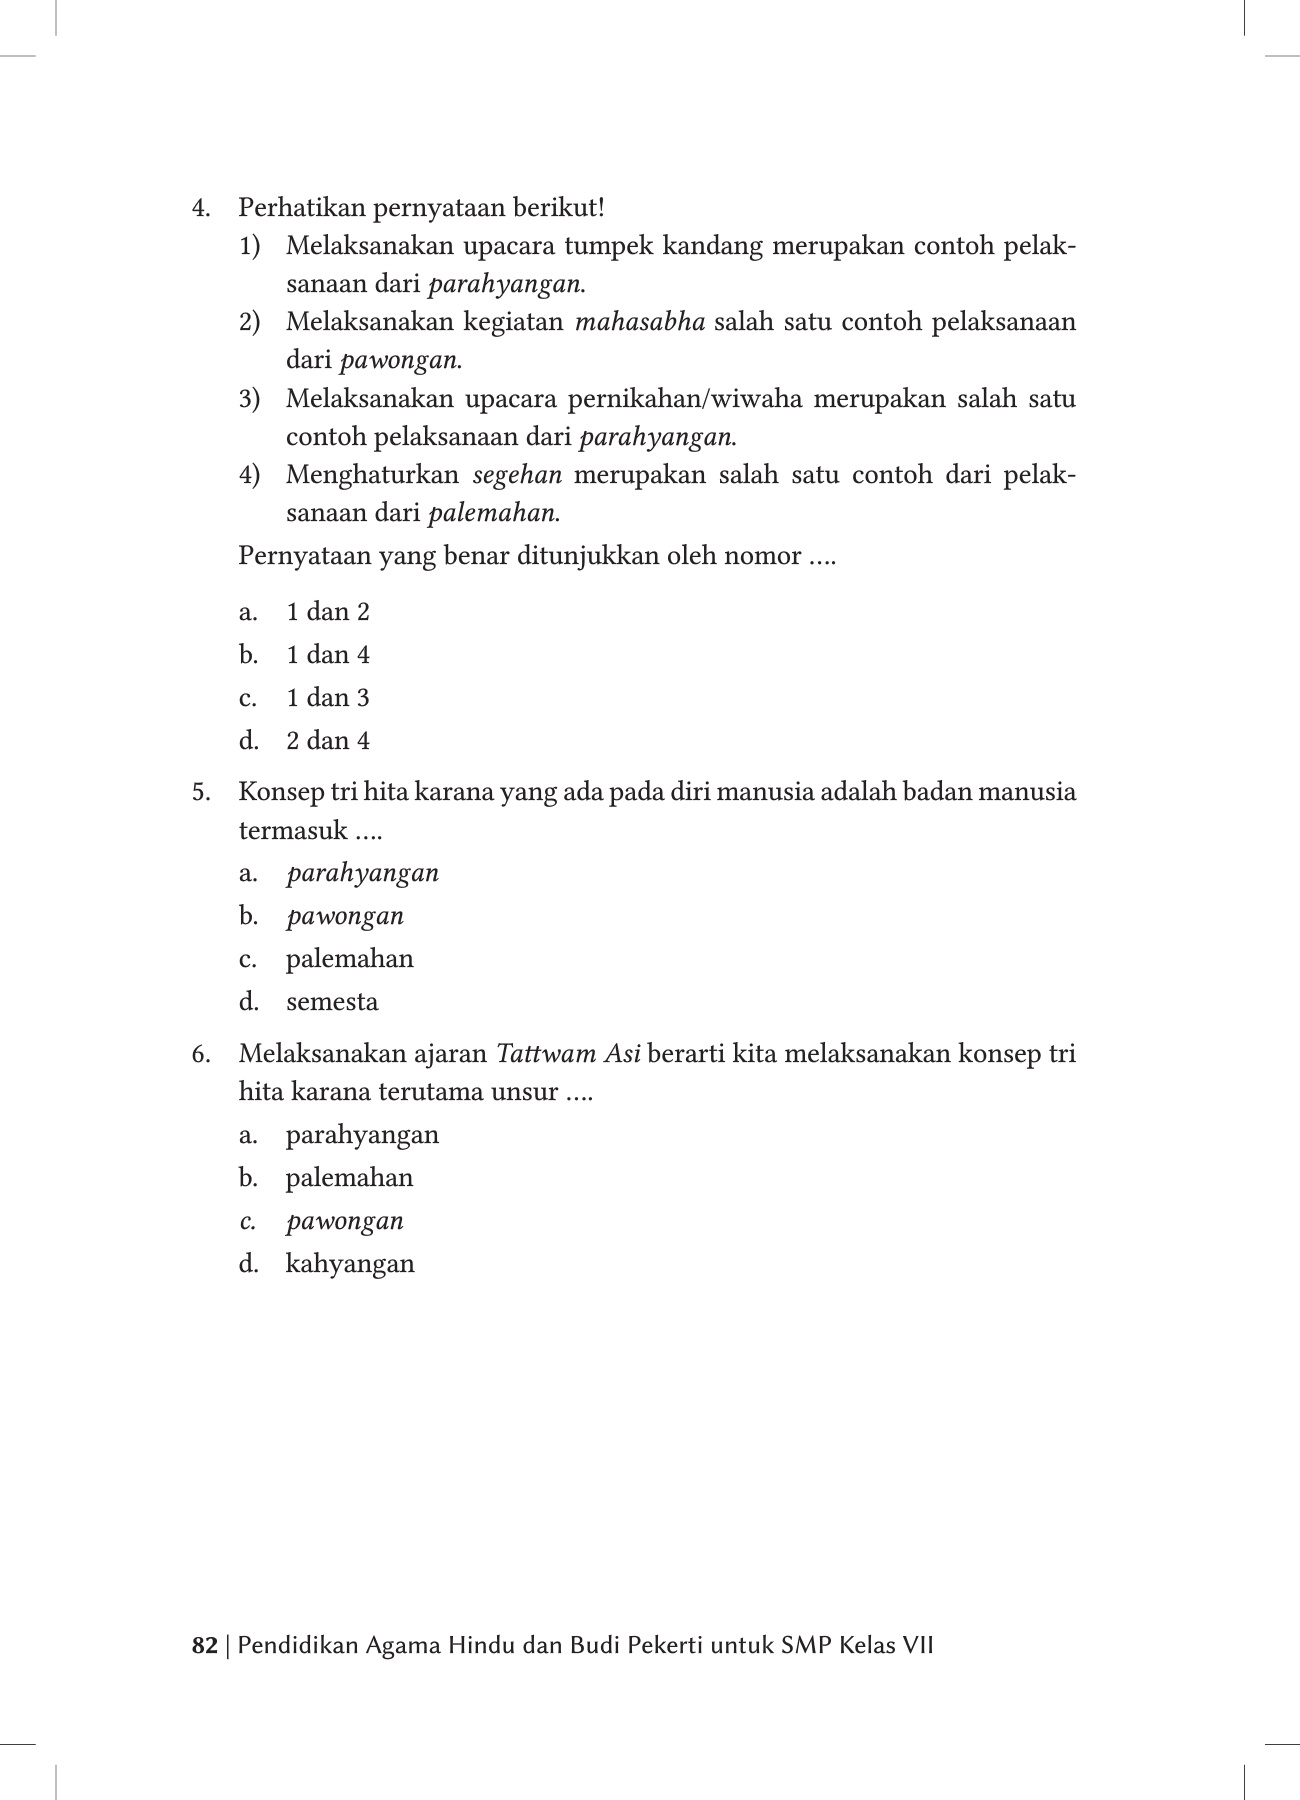 4. Perhatikan pernyataan berikut!
1) Melaksanakan upacara tumpek kandang merupakan contoh pelak-
sanaan dari parahyangan.
2) Melaksanakan kegiatan mahasabha salah satu contoh pelaksanaan
dari pawongan.
3) Melaksanakan upacara pernikahan/wiwaha merupakan salah satu
contoh pelaksanaan dari parahyangan.
4) Menghaturkan segehan merupakan salah satu contoh dari pelak-
sanaan dari palemahan.
Pernyataan yang benar ditunjukkan oleh nomor ....
a. 1 dan 2
b. 1 dan 4
c. 1 dan 3
d. 2 dan 4
5. Konsep tri hita karana yang ada pada diri manusia adalah badan manusia
termasuk ....
a. parahyangan
b. pawongan
c. palemahan
d. semesta
6. Melaksanakan ajaran Tattwam Asi berarti kita melaksanakan konsep tri
hita karana terutama unsur ....
a. parahyangan
b. palemahan
c. pawongan
d. kahyangan
82 | Pendidikan Agama Hindu dan Budi Pekerti untuk SMP Kelas VII